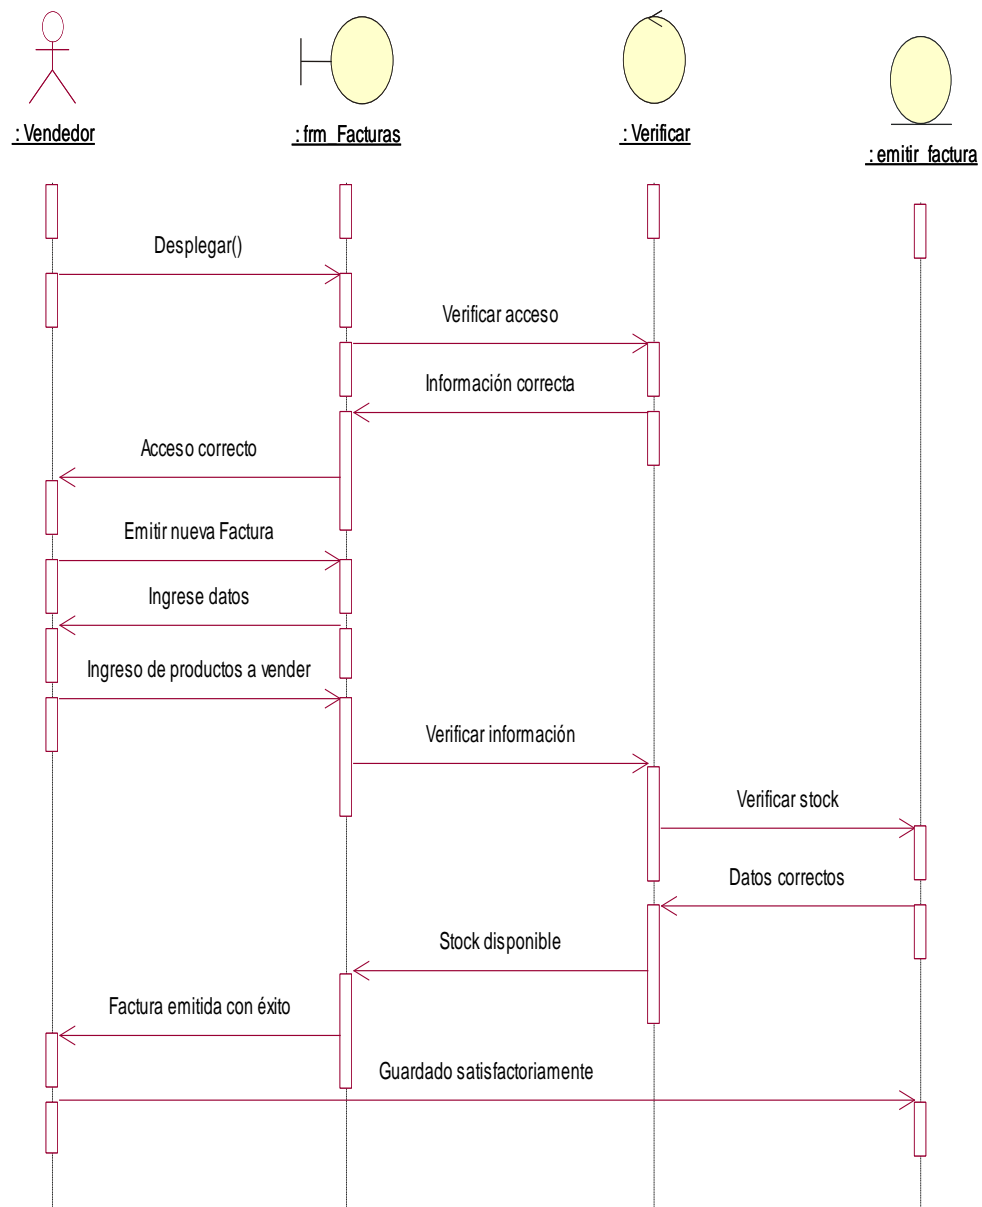 : Vendedor
: frm_Facturas
: Verificar
: emitir_factura
Desplegar()
Verificar acceso
Información correcta
Acceso correcto
Emitir nueva Factura
Ingrese datos
Ingreso de productos a vender
Verificar información
Verificar stock
Datos correctos
Stock disponible
Factura emitida con éxito
Guardado satisfactoriamente